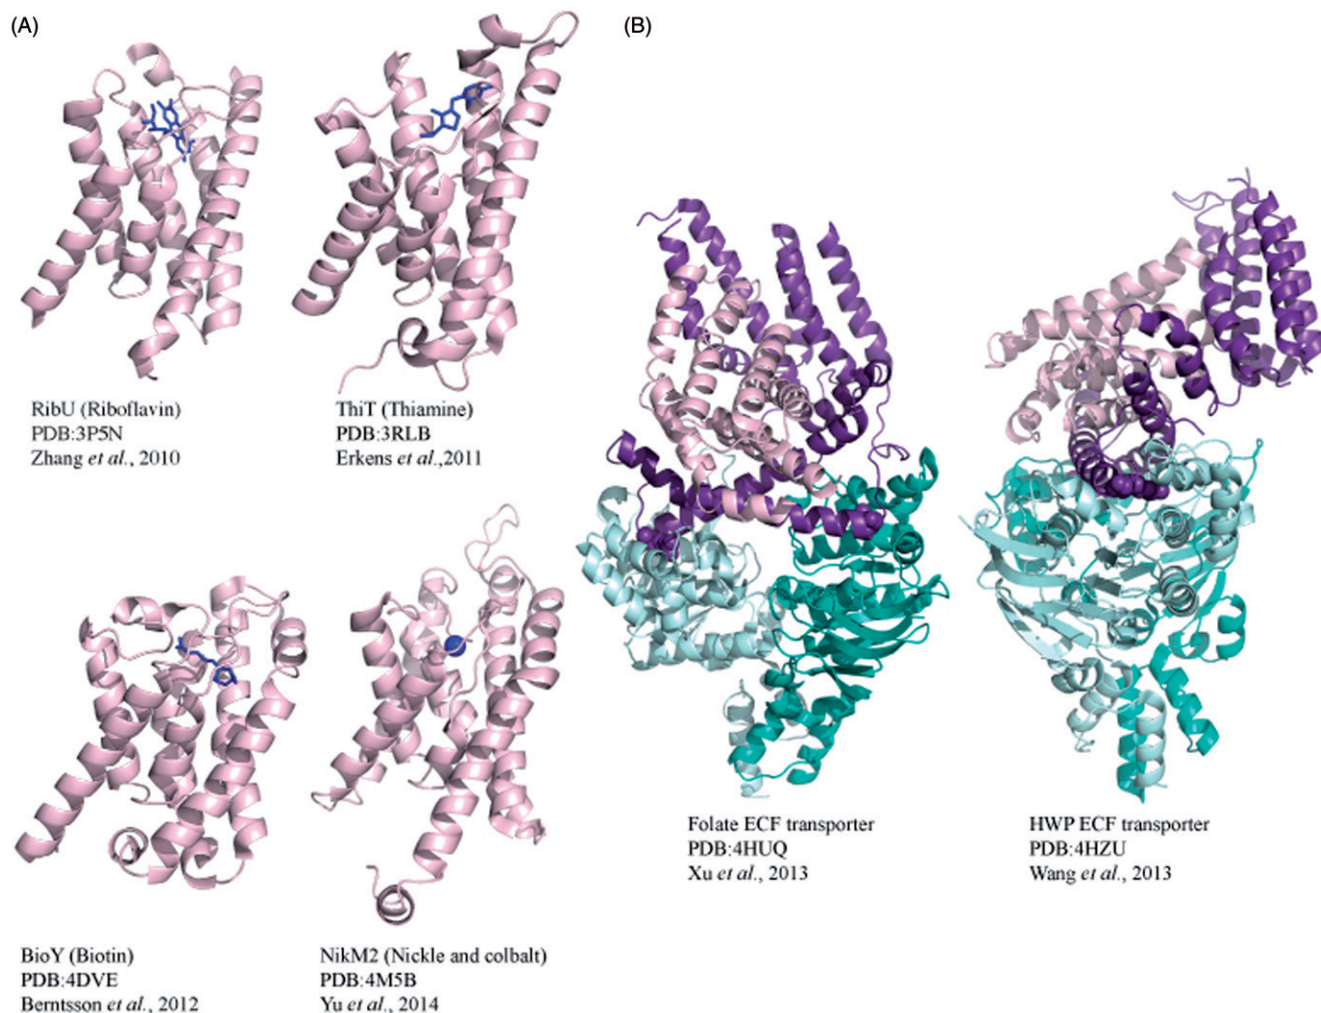 (A)
(B)
RibU (Riboflavin)
PDB:3P5N
Zhang et al., 2010
ThiT (Thiamine)
PDB:3RLB
Erkens et al.,2011
BioY (Biotin)
PDB:4DVE
Berntsson et al., 2012
NikM2 (Nickle and colbalt)
PDB:4M5B
Yu et al., 2014
Folate ECF transporter
PDB:4HUQ
Xu et al., 2013
HWP ECF transporter
PDB:4HZU
Wang et al., 2013